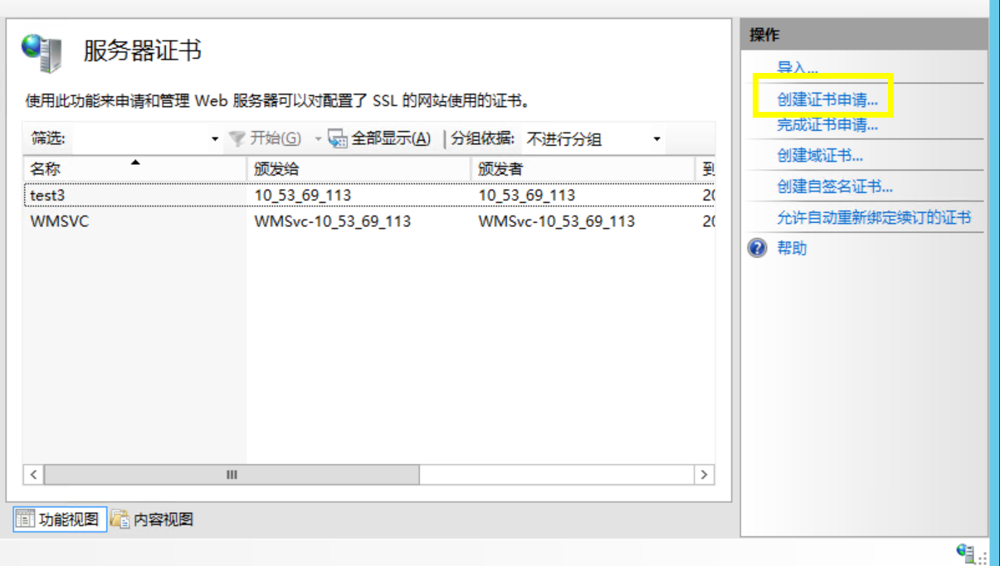 服务器证书
使用此功能来申请和管理 Web 服务器可以对配置了 SSL 的网站使用的证书。
筛选: 开始(G) 全部显示(A) 分组依据: 不进行分组
名称 颁发给 颁发者 到
test3 10_53_69_113 10_53_69_113 20
WMSVC WMSvc-10_53_69_113 WMSvc-10_53_69_113 20
功能视图 内容视图
操作
导入...
创建证书申请...
完成证书申请...
创建域证书...
创建自签名证书...
允许自动重新绑定续订的证书
帮助